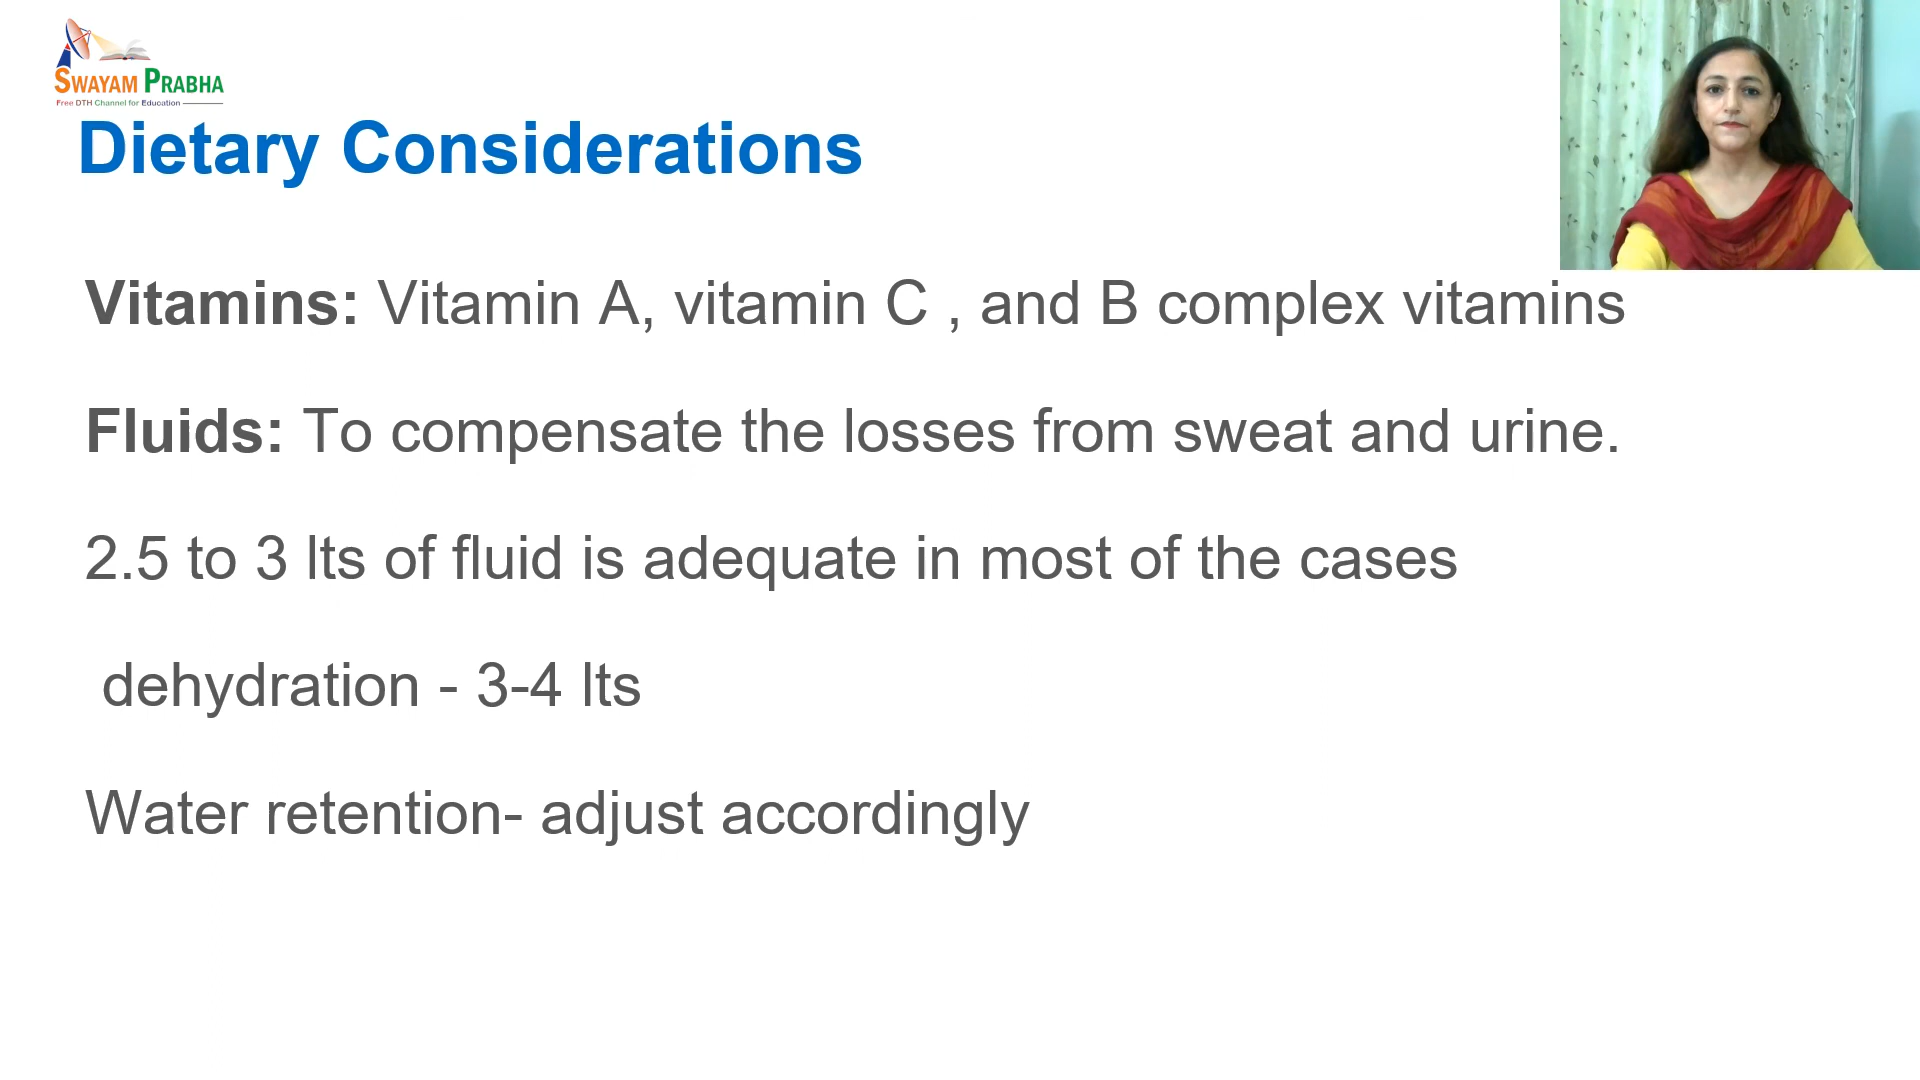 SWAYAM PRABHA
Free DTH Channel for Education
Dietary Considerations
Vitamins: Vitamin A, vitamin C , and B complex vitamins
Fluids: To compensate the losses from sweat and urine.
2.5 to 3 lts of fluid is adequate in most of the cases
dehydration - 3-4 lts
Water retention- adjust accordingly